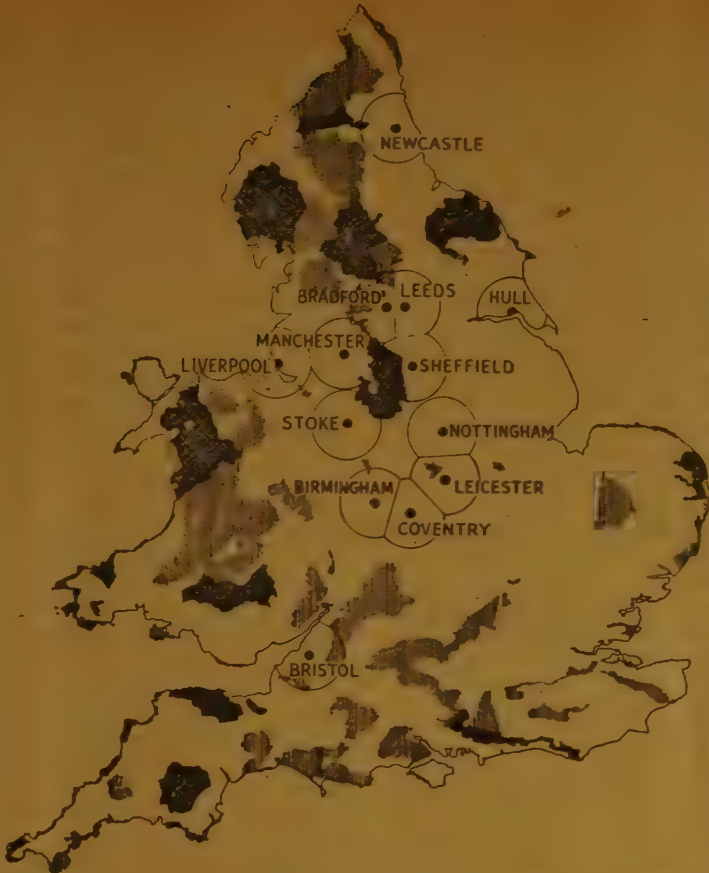 NEWCASTLE
BRADFORD LEEDS HULL
MANCHESTER
LIVERPOOL SHEFFIELD
STOKE NOTTINGHAM
BIRMINGHAM LEICESTER
COVENTRY
BRISTOL